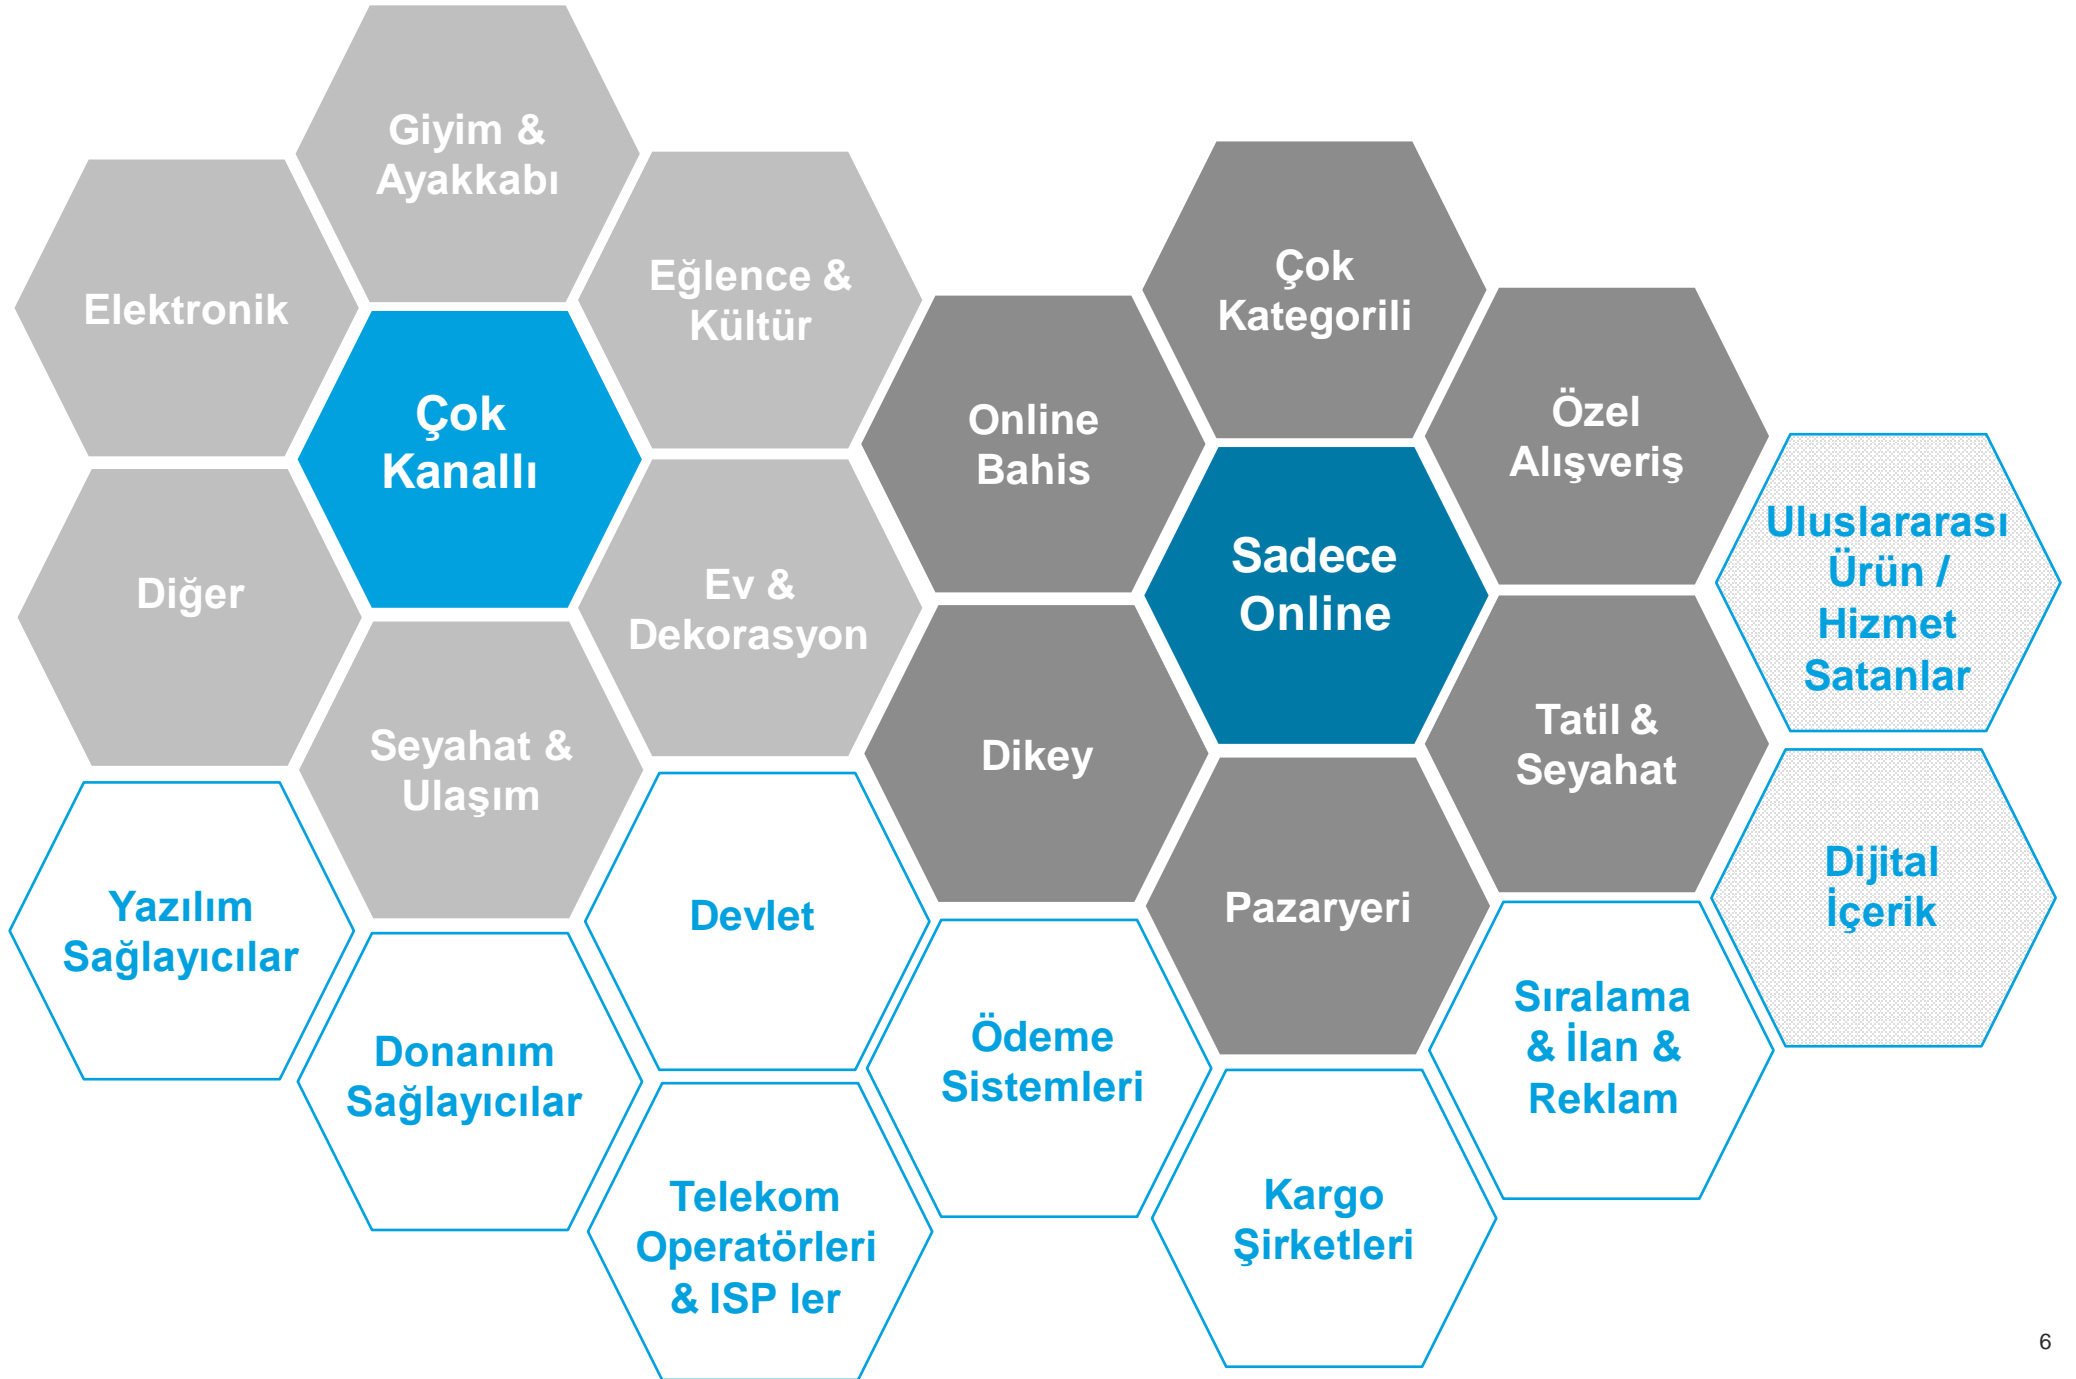 Giyim &
Ayakkabı
Elektronik
Eğlence &
Kültür
Çok
Kanallı
Diğer
Ev &
Dekorasyon
Seyahat &
Ulaşım
Çok
Kategorili
Online
Bahis
Özel
Alışveriş
Sadece
Online
Dikey
Tatil &
Seyahat
Pazaryeri
Uluslararası
Ürün /
Hizmet
Satanlar
Dijital
İçerik
Yazılım
Sağlayıcılar
Donanım
Sağlayıcılar
Devlet
Telekom
Operatörleri
& ISP ler
Ödeme
Sistemleri
Kargo
Şirketleri
Sıralama
& İlan &
Reklam
6